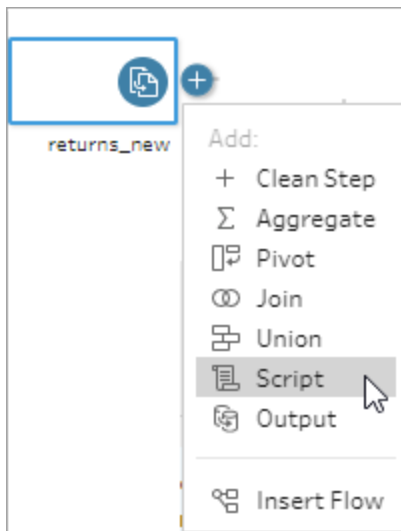 returns_new
Add:
Clean Step
Aggregate
Pivot
Join
Union
Script
Output
Insert Flow